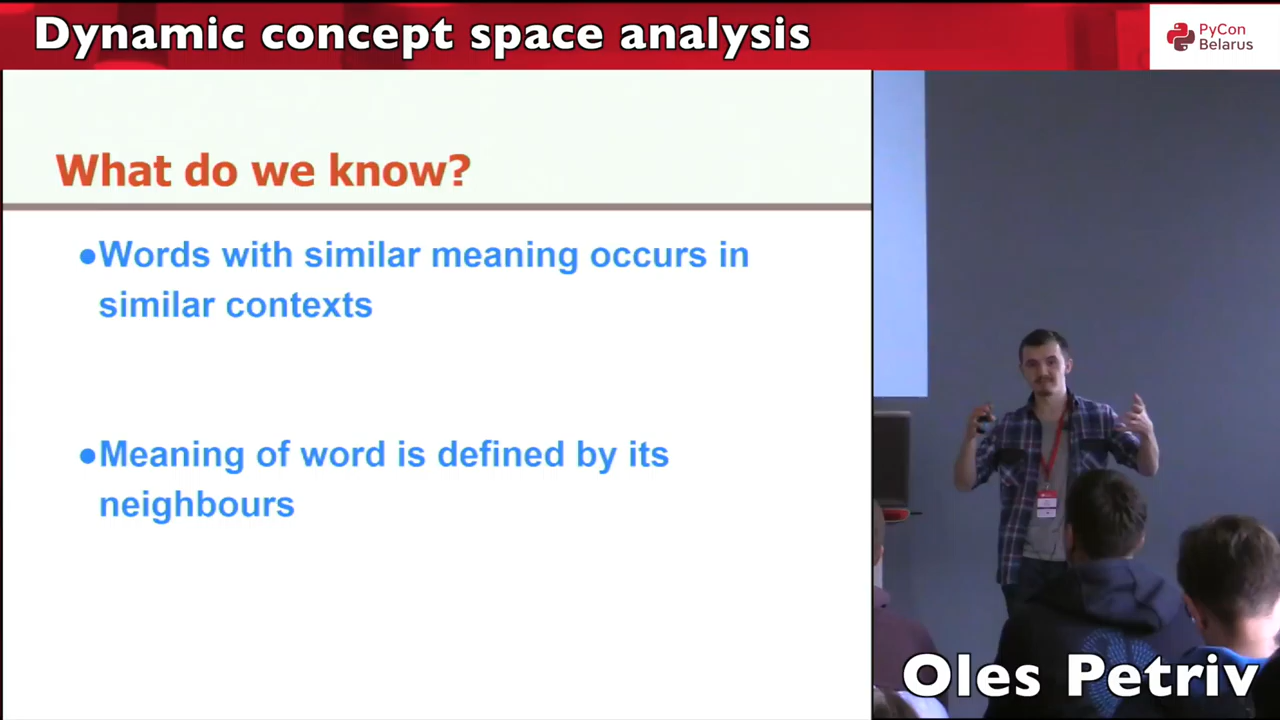 Dynamic concept space analysis
PyCon
Belarus
What do we know?
●Words with similar meaning occurs in
similar contexts
●Meaning of word is defined by its
neighbours
Oles Petriv